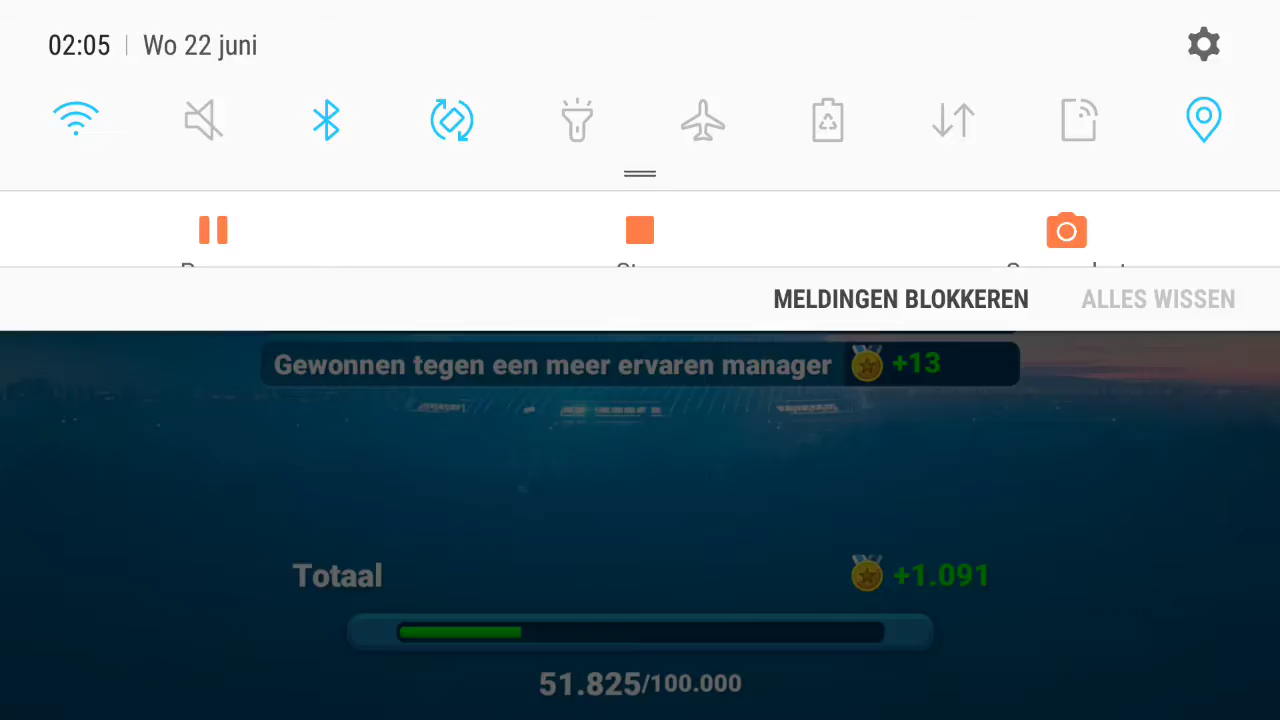 02:05 | Wo 22 juni
MELDINGEN BLOKKEREN ALLES WISSEN
Gewonnen tegen een meer ervaren manager +13
Totaal +1.091
51.825/100.000